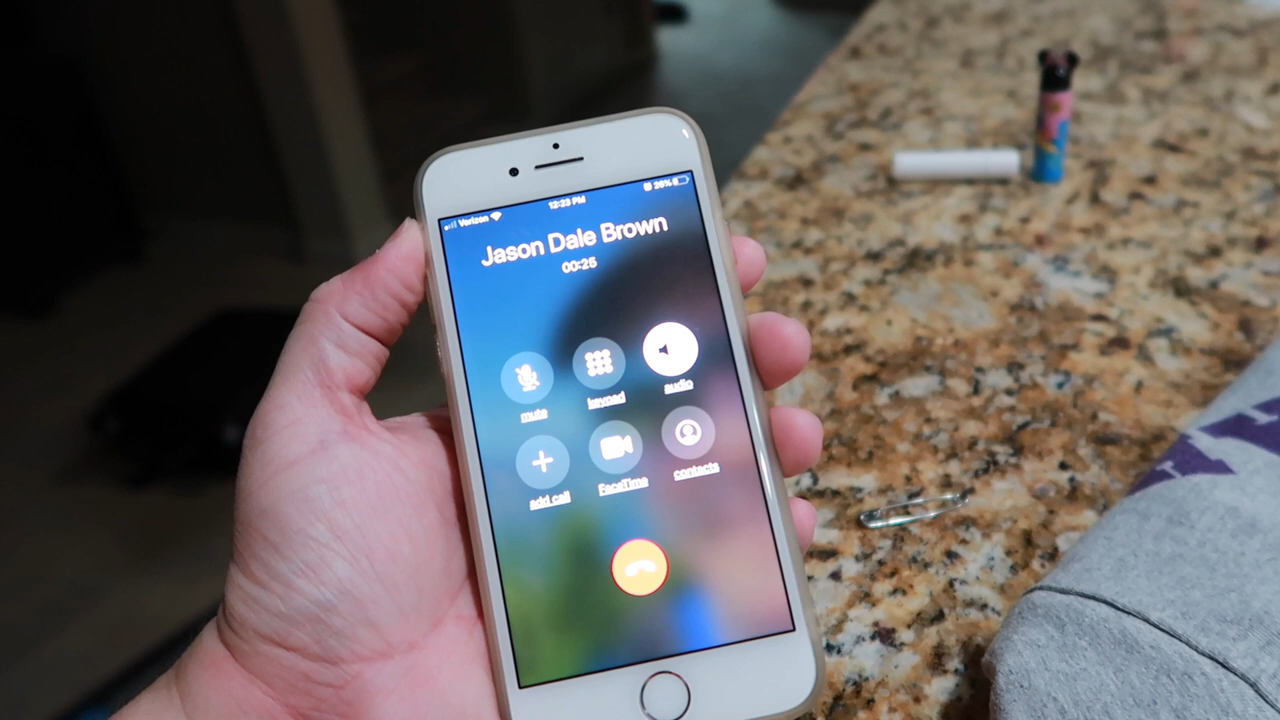 Verizon 12:23 PM 26%
Jason Dale Brown
00:25
mute keypad audio
add call FaceTime contacts